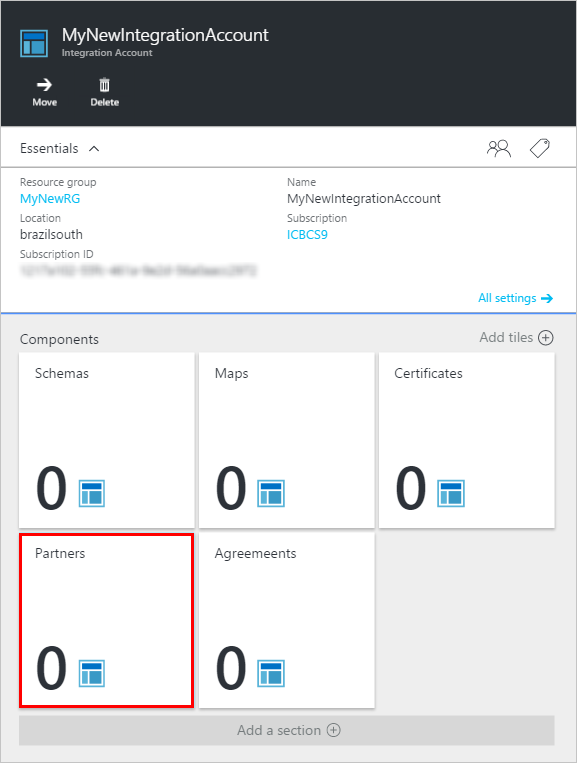 MyNewIntegrationAccount
Integration Account
Move
Delete
Essentials
Resource group
MyNewRG
Name
MyNewIntegrationAccount
Location
brazilsouth
Subscription
ICBCS9
Subscription ID
All settings
Components
Add tiles
Schemas
0
Maps
0
Certificates
0
Partners
0
Agreemeents
0
Add a section